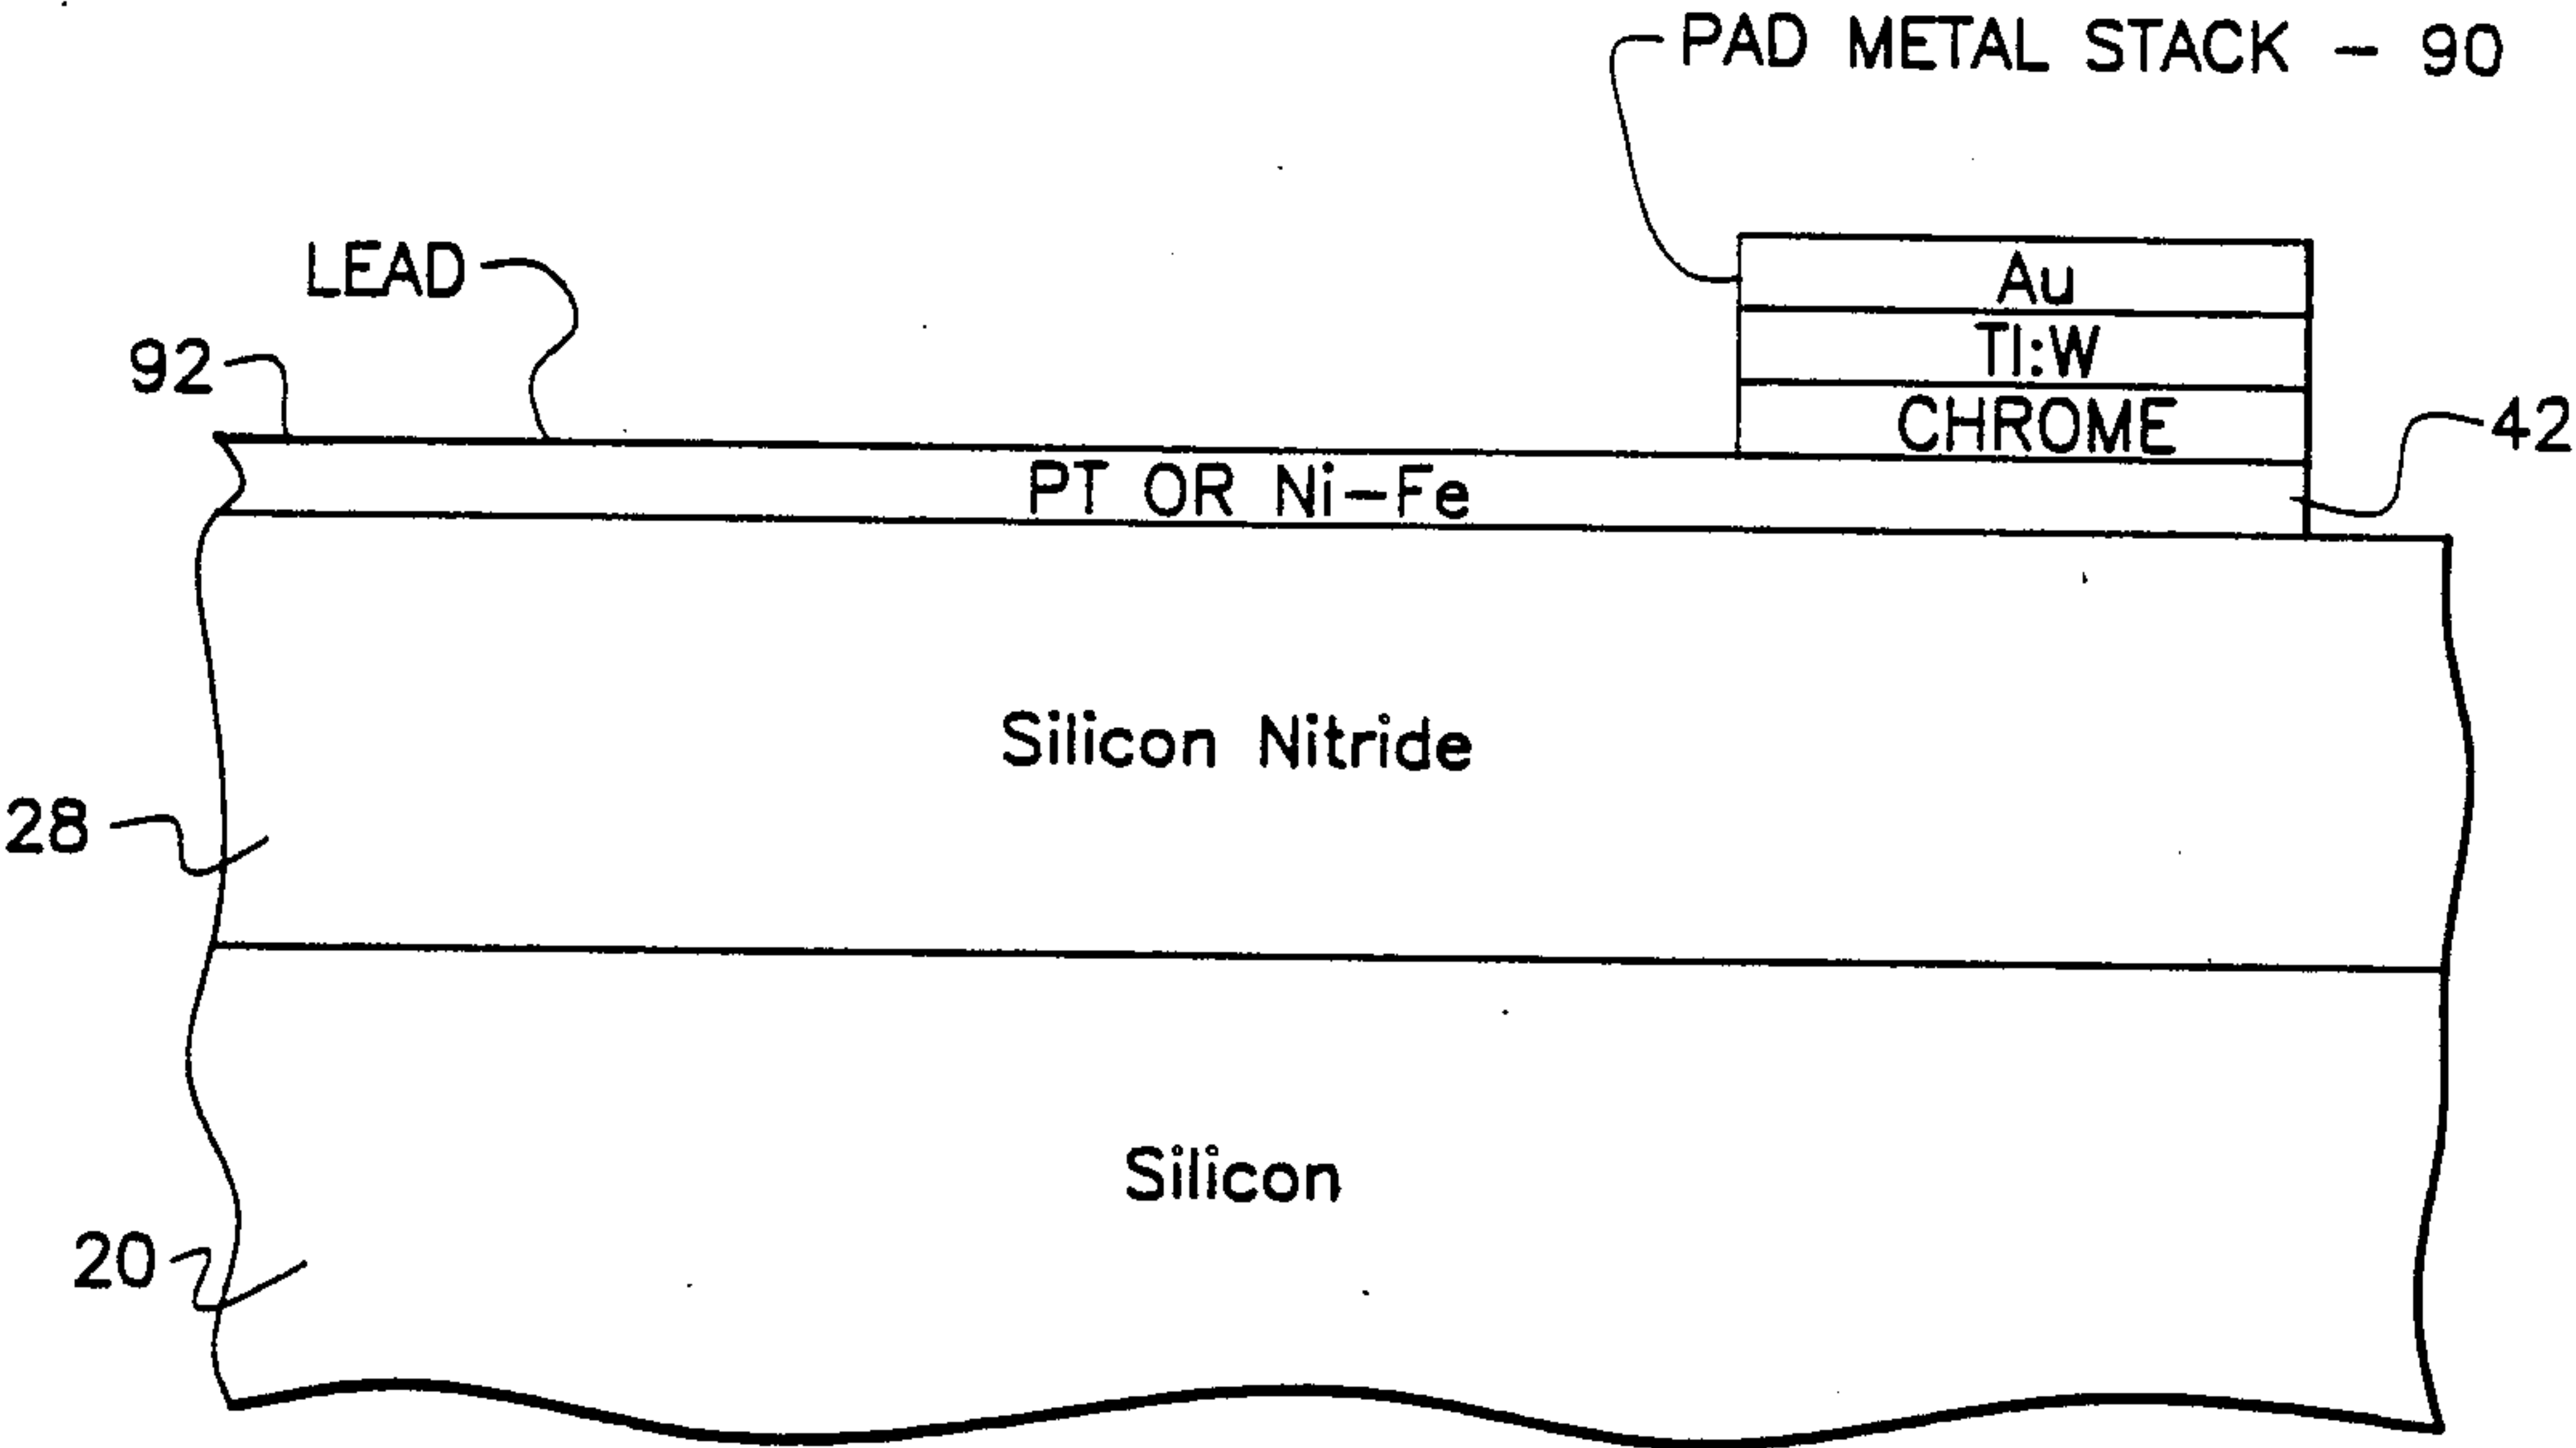 PAD METAL STACK - 90
LEAD
92
Au
TI:W
CHROME
42
PT OR Ni-Fe
Silicon Nitride
28
Silicon
20